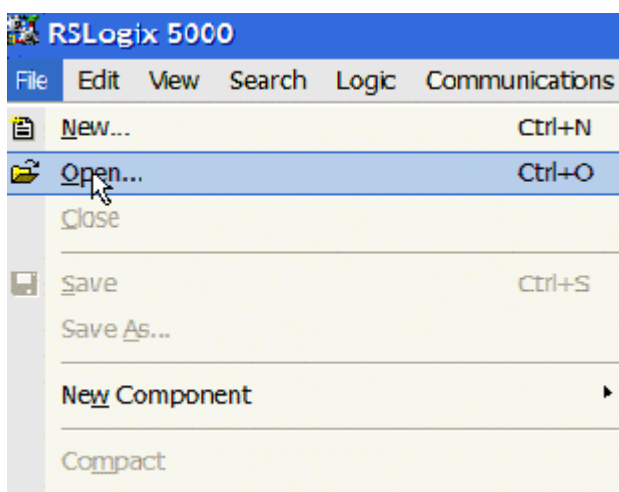 RSLogix 5000
File Edit View Search Logic Communications
New... Ctrl+N
Open... Ctrl+O
Close
Save Ctrl+S
Save As...
New Component
Compact